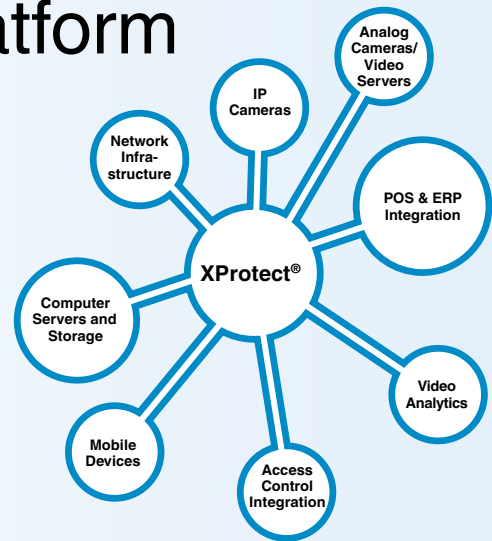 atform
Analog
Cameras/
Video
Servers
IP
Cameras
Network
Infra-
structure
POS & ERP
Integration
XProtect®
Computer
Servers and
Storage
Video
Analytics
Mobile
Devices
Access
Control
Integration